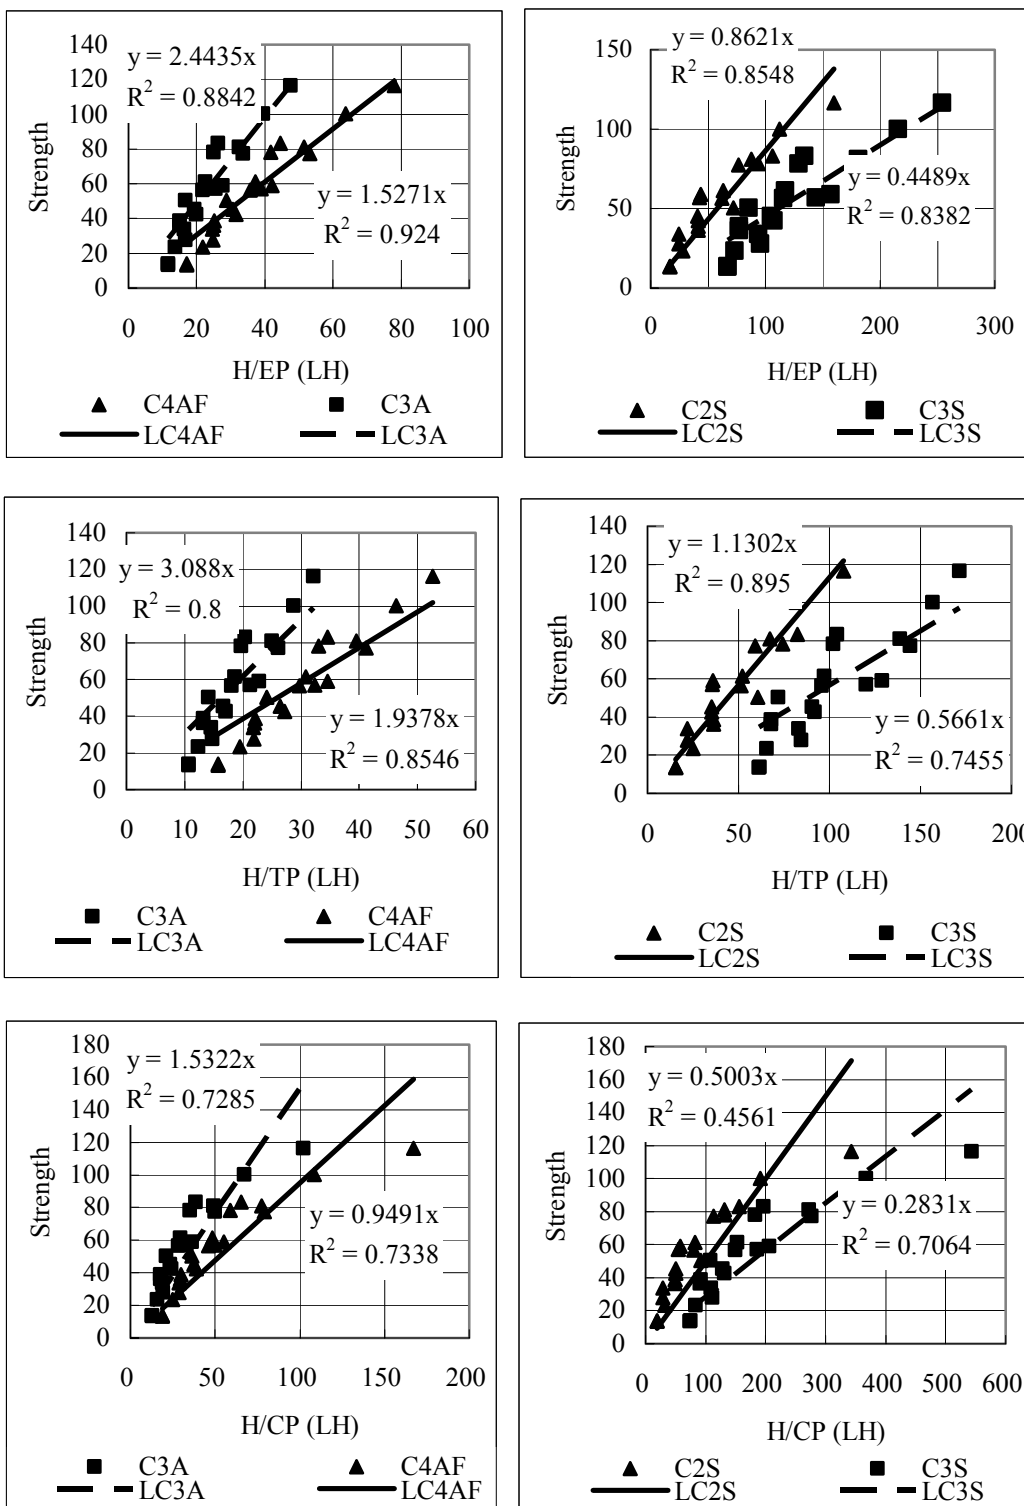 140
120
100
80
60
40
20
0
Strength
y = 2.4435x
R² = 0.8842
y = 1.5271x
R² = 0.924
0 20 40 60 80 100
H/EP (LH)
C4AF C3A
LC4AF LC3A
150
100
50
0
Strength
y = 0.8621x
R² = 0.8548
y = 0.4489x
R² = 0.8382
0 100 200 300
H/EP (LH)
C2S C3S
LC2S LC3S
140
120
100
80
60
40
20
0
Strength
y = 3.088x
R² = 0.8
y = 1.9378x
R² = 0.8546
0 10 20 30 40 50 60
H/TP (LH)
C3A C4AF
LC3A LC4AF
140
120
100
80
60
40
20
0
Strength
y = 1.1302x
R² = 0.895
y = 0.5661x
R² = 0.7455
0 50 100 150 200
H/TP (LH)
C2S C3S
LC2S LC3S
180
160
140
120
100
80
60
40
20
0
Strength
y = 1.5322x
R² = 0.7285
y = 0.9491x
R² = 0.7338
0 50 100 150 200
H/CP (LH)
C3A C4AF
LC3A LC4AF
180
160
140
120
100
80
60
40
20
0
Strength
y = 0.5003x
R² = 0.4561
y = 0.2831x
R² = 0.7064
0 100 200 300 400 500 600
H/CP (LH)
C2S C3S
LC2S LC3S